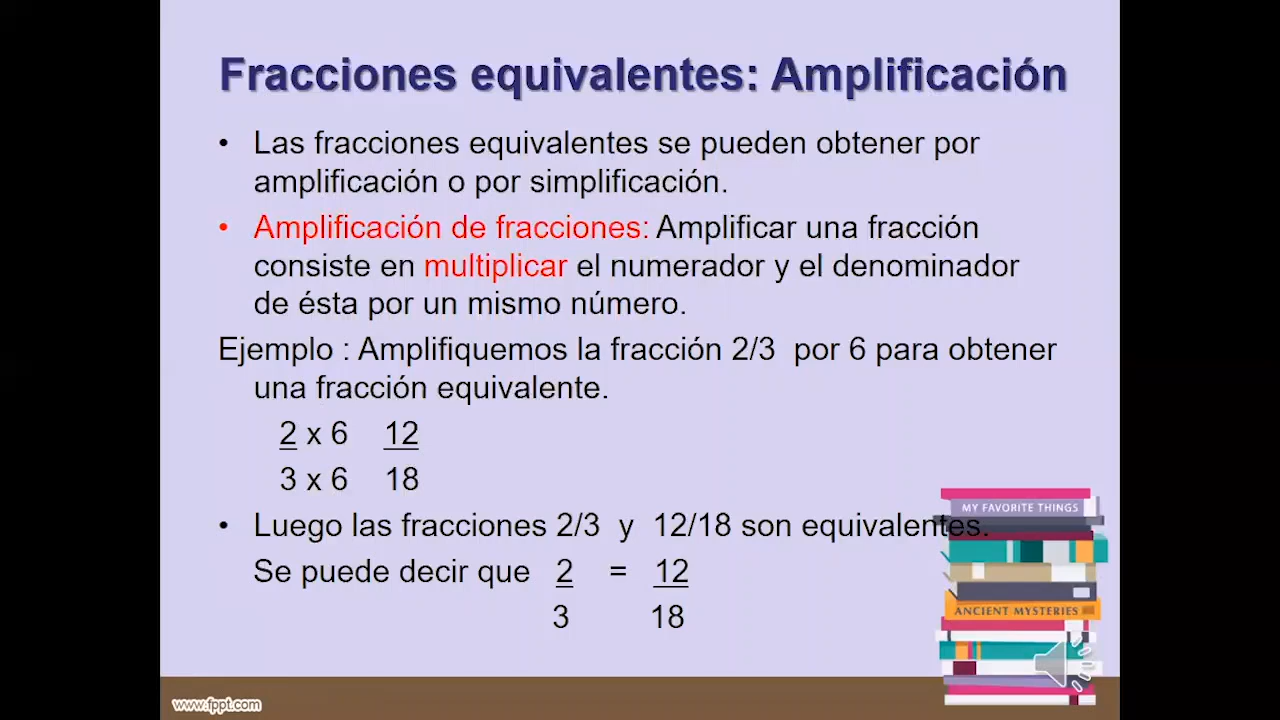 Fracciones equivalentes: Amplificación
• Las fracciones equivalentes se pueden obtener por
amplificación o por simplificación.
• Amplificación de fracciones: Amplificar una fracción
consiste en multiplicar el numerador y el denominador
de ésta por un mismo número.
Ejemplo : Amplifiquemos la fracción 2/3 por 6 para obtener
una fracción equivalente.
2 x 6 12
3 x 6 18
• Luego las fracciones 2/3 y 12/18 son equivalentes.
Se puede decir que 2 = 12
3 18
MY FAVORITE THINGS
ANCIENT MYSTERIES
www.fppt.com